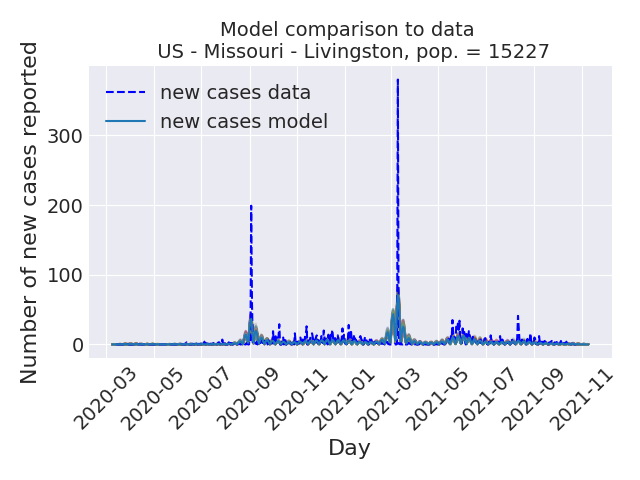 Model comparison to data
US - Missouri - Livingston, pop. = 15227
Number of new cases reported
new cases data
new cases model
300
200
100
0
2020-03
2020-05
2020-07
2020-09
2020-11
2021-01
2021-03
2021-05
2021-07
2021-09
2021-11
Day